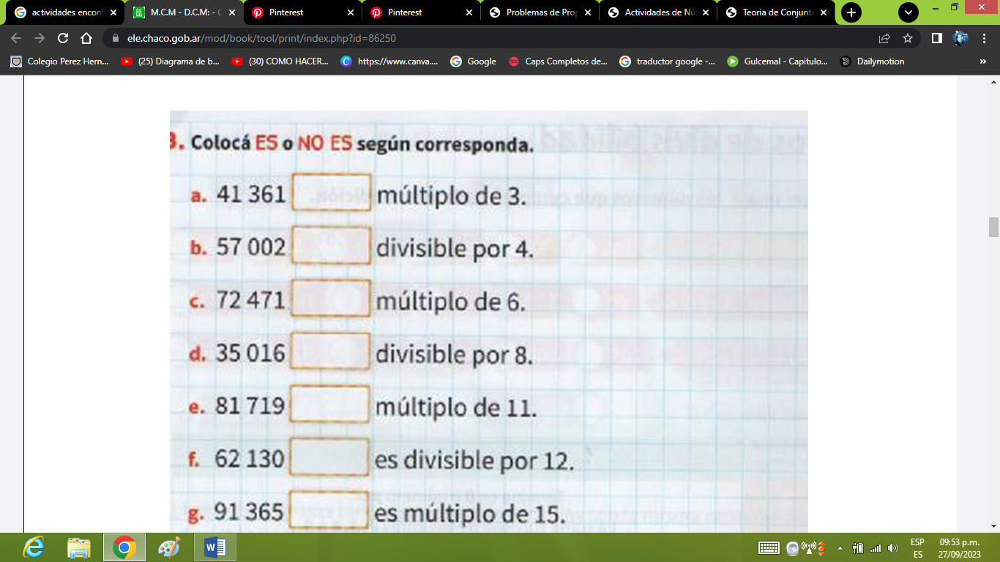 actividades encont
M.C.M - D.C.M: - C
Pinterest
Pinterest
Problemas de Prop
Actividades de Nú
Teoria de Conjunt
ele.chaco.gob.ar/mod/book/tool/print/index.php?id=86250
Colegio Perez Hern...
(25) Diagrama de b...
(30) COMO HACER...
https://www.canva....
Google
Caps Completos de...
traductor google -...
Gulcemal - Capitulo...
Dailymotion
»
3. Colocá ES o NO ES según corresponda.
a. 41 361 múltiplo de 3.
b. 57 002 divisible por 4.
c. 72 471 múltiplo de 6.
d. 35 016 divisible por 8.
e. 81 719 múltiplo de 11.
f. 62 130 es divisible por 12.
g. 91 365 es múltiplo de 15.
ESP 09:53 p.m.
ES 27/09/2023